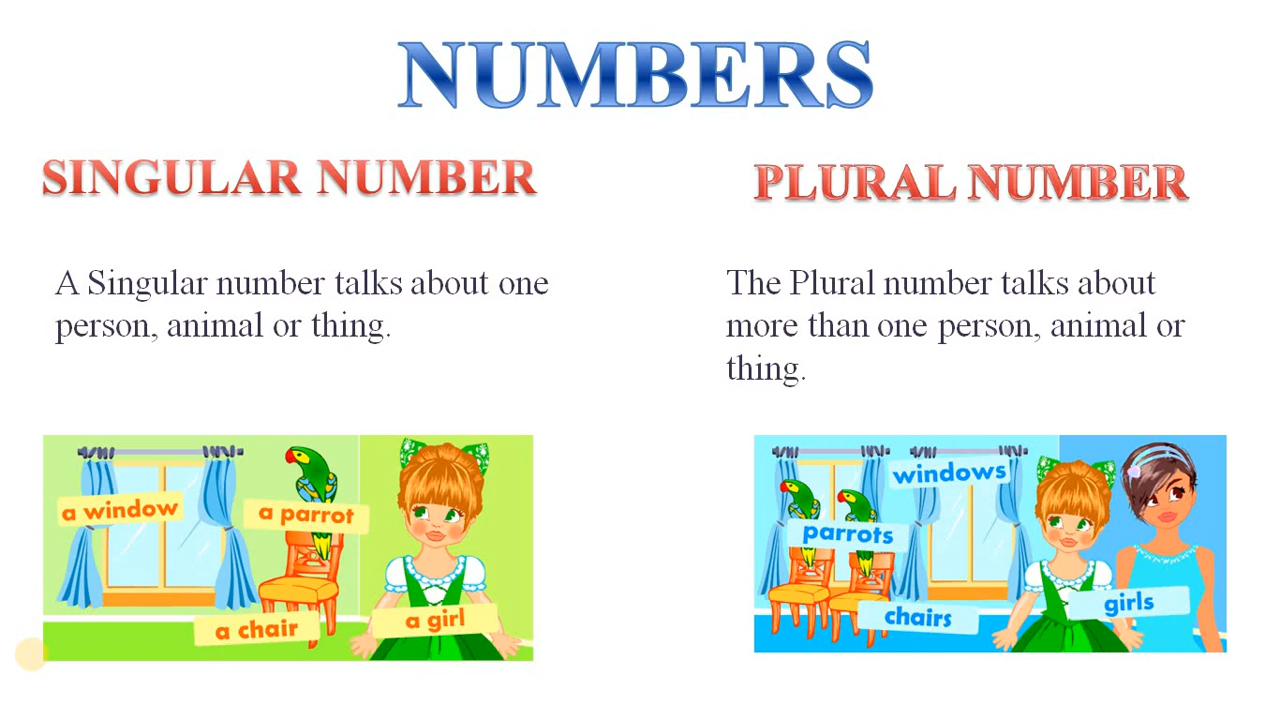 NUMBERS
SINGULAR NUMBER
A Singular number talks about one
person, animal or thing.
a window
a parrot
a chair
a girl
PLURAL NUMBER
The Plural number talks about
more than one person, animal or
thing.
windows
parrots
chairs
girls